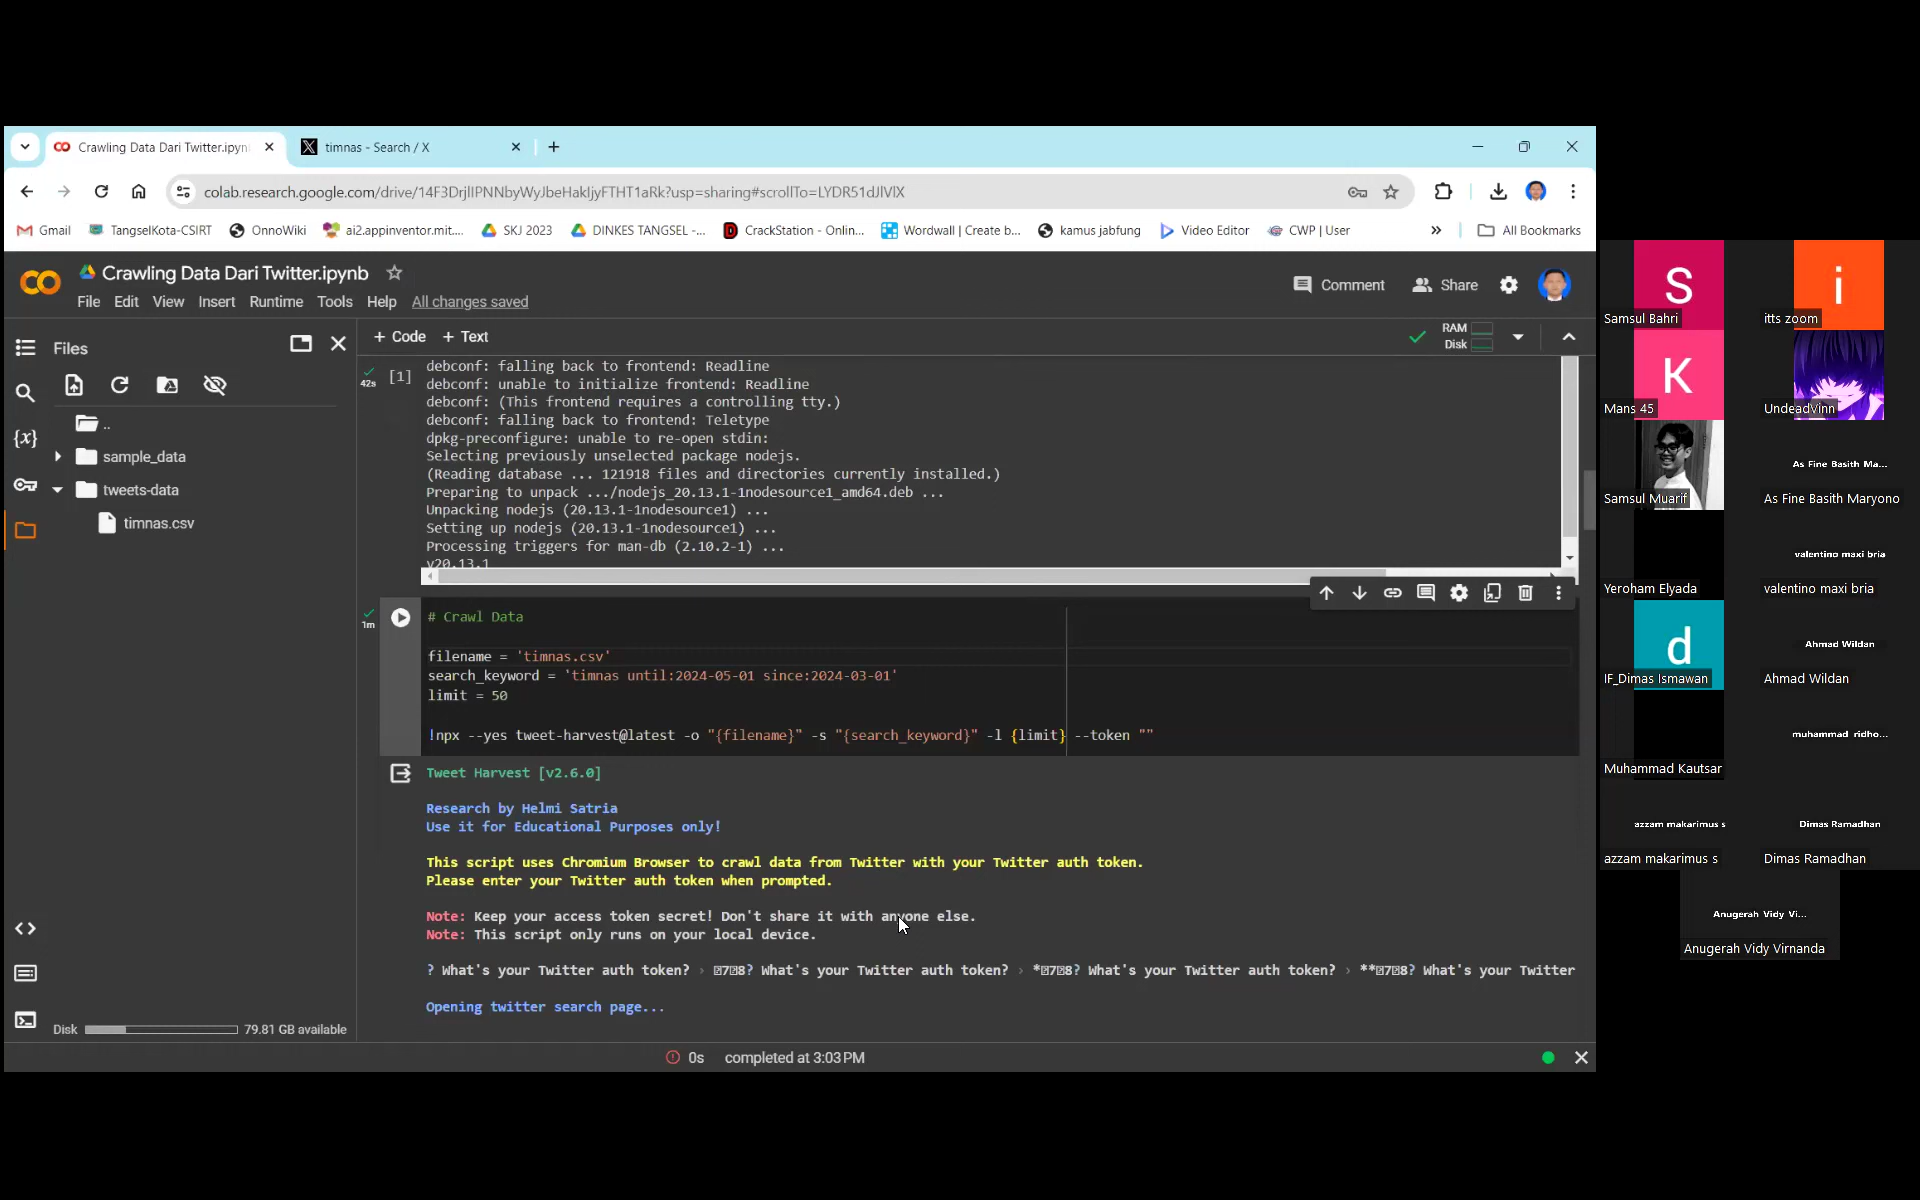 Crawling Data Dari Twitter.ipyn
timnas - Search / X
colab.research.google.com/drive/14F3DrjlIPNNbyWyJbeHakIjyFTHT1aRk?usp=sharing#scrollTo=LYDR51dJlVlX
Gmail
TangselKota-CSIRT
OnnoWiki
ai2.appinventor.mit....
SKJ 2023
DINKES TANGSEL -...
CrackStation - Onlin...
Wordwall | Create b...
kamus jabfung
Video Editor
CWP | User
All Bookmarks
Crawling Data Dari Twitter.ipynb
Comment
Share
File Edit View Insert Runtime Tools Help All changes saved
Files
+ Code + Text
RAM
Disk
..
sample_data
tweets-data
timnas.csv
Disk 79.81 GB available
42s
[1]
debconf: falling back to frontend: Readline
debconf: unable to initialize frontend: Readline
debconf: (This frontend requires a controlling tty.)
debconf: falling back to frontend: Teletype
dpkg-preconfigure: unable to re-open stdin:
Selecting previously unselected package nodejs.
(Reading database ... 121918 files and directories currently installed.)
Preparing to unpack .../nodejs_20.13.1-1nodesource1_amd64.deb ...
Unpacking nodejs (20.13.1-1nodesource1) ...
Setting up nodejs (20.13.1-1nodesource1) ...
Processing triggers for man-db (2.10.2-1) ...
v20.13.1
1m
# Crawl Data
filename = 'timnas.csv'
search_keyword = 'timnas until:2024-05-01 since:2024-03-01'
limit = 50
!npx --yes tweet-harvest@latest -o "{filename}" -s "{search_keyword}" -l {limit} --token ""
Tweet Harvest [v2.6.0]
Research by Helmi Satria
Use it for Educational Purposes only!
This script uses Chromium Browser to crawl data from Twitter with your Twitter auth token.
Please enter your Twitter auth token when prompted.
Note: Keep your access token secret! Don't share it with anyone else.
Note: This script only runs on your local device.
? What's your Twitter auth token? › 78? What's your Twitter auth token? › *78? What's your Twitter auth token? › **78? What's your Twitter
Opening twitter search page...
0s completed at 3:03 PM
S
Samsul Bahri
i
itts zoom
K
Mans 45
UndeadVinn
Samsul Muarif
As Fine Basith Ma...
As Fine Basith Maryono
Yeroham Elyada
valentino maxi bria
valentino maxi bria
d
IF_Dimas Ismawan
Ahmad Wildan
Ahmad Wildan
Muhammad Kautsar
muhammad ridho...
azzam makarimus s
azzam makarimus s
Dimas Ramadhan
Dimas Ramadhan
Anugerah Vidy Vi...
Anugerah Vidy Virnanda